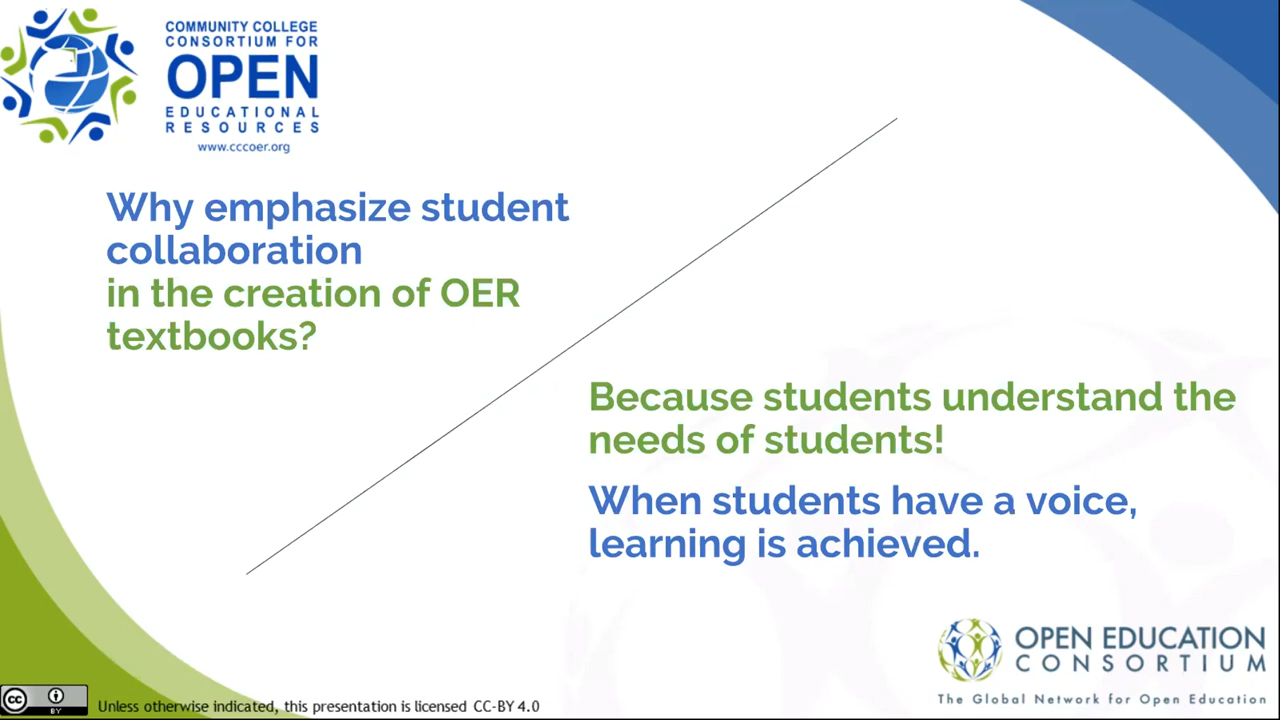 COMMUNITY COLLEGE
CONSORTIUM FOR
OPEN
EDUCATIONAL
RESOURCES
www.cccoer.org
Why emphasize student
collaboration
in the creation of OER
textbooks?
Because students understand the
needs of students!
When students have a voice,
learning is achieved.
OPEN EDUCATION
CONSORTIUM
The Global Network for Open Education
cc
BY
Unless otherwise indicated, this presentation is licensed CC-BY 4.0